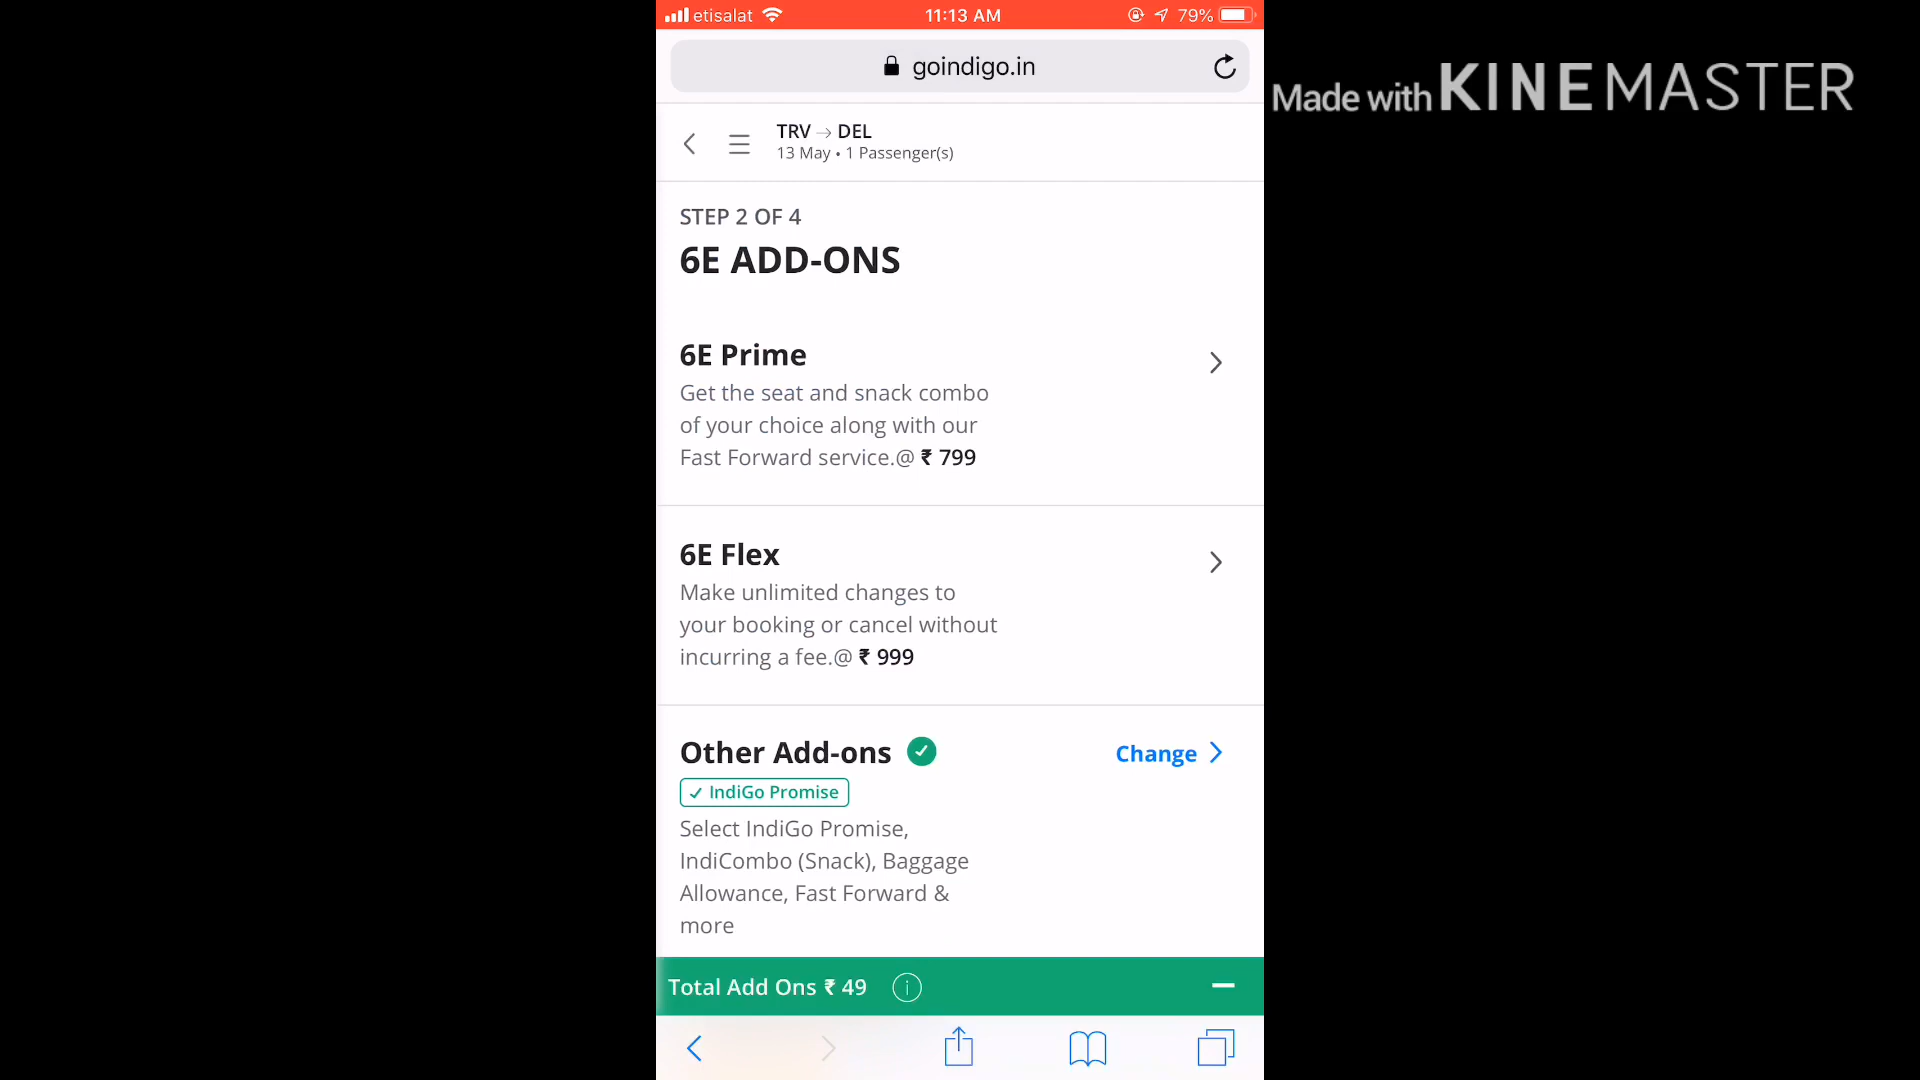 etisalat 11:13 AM 79%
goindigo.in
Made with KINEMASTER
TRV → DEL
13 May • 1 Passenger(s)
STEP 2 OF 4
6E ADD-ONS
6E Prime
Get the seat and snack combo
of your choice along with our
Fast Forward service.@ ₹ 799
6E Flex
Make unlimited changes to
your booking or cancel without
incurring a fee.@ ₹ 999
Other Add-ons
Change
✓ IndiGo Promise
Select IndiGo Promise,
IndiCombo (Snack), Baggage
Allowance, Fast Forward &
more
Total Add Ons ₹ 49